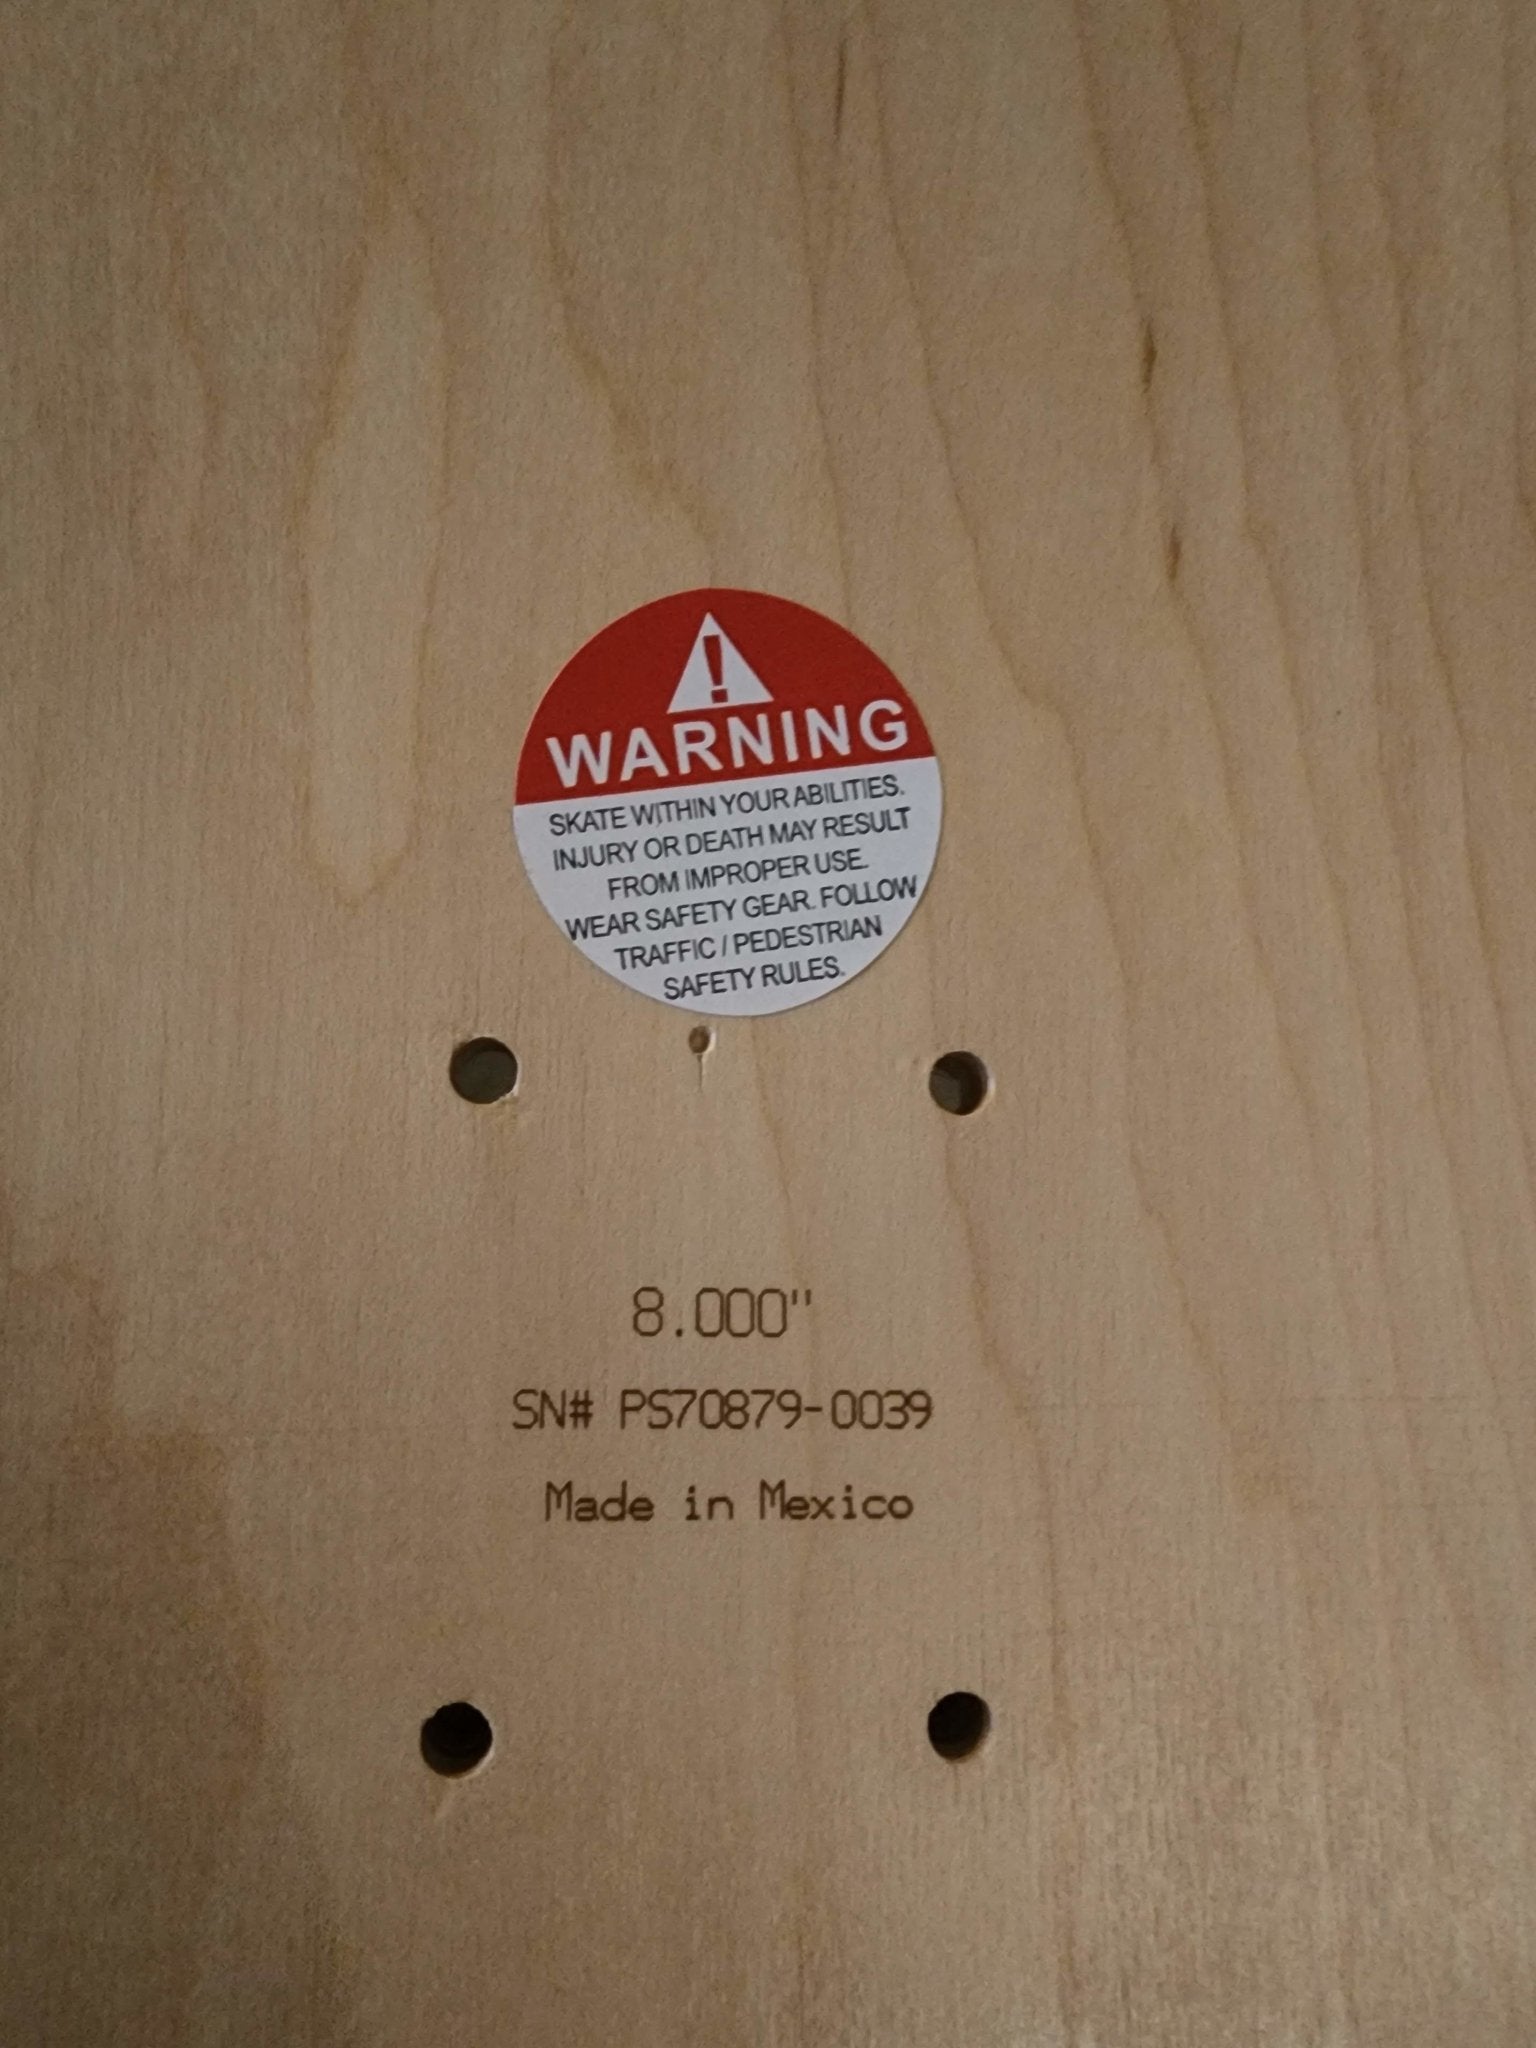 WARNING
SKATE WITHIN YOUR ABILITIES.
INJURY OR DEATH MAY RESULT
FROM IMPROPER USE.
WEAR SAFETY GEAR. FOLLOW
TRAFFIC / PEDESTRIAN
SAFETY RULES.
8.000"
SN# PS70879-0039
Made in Mexico